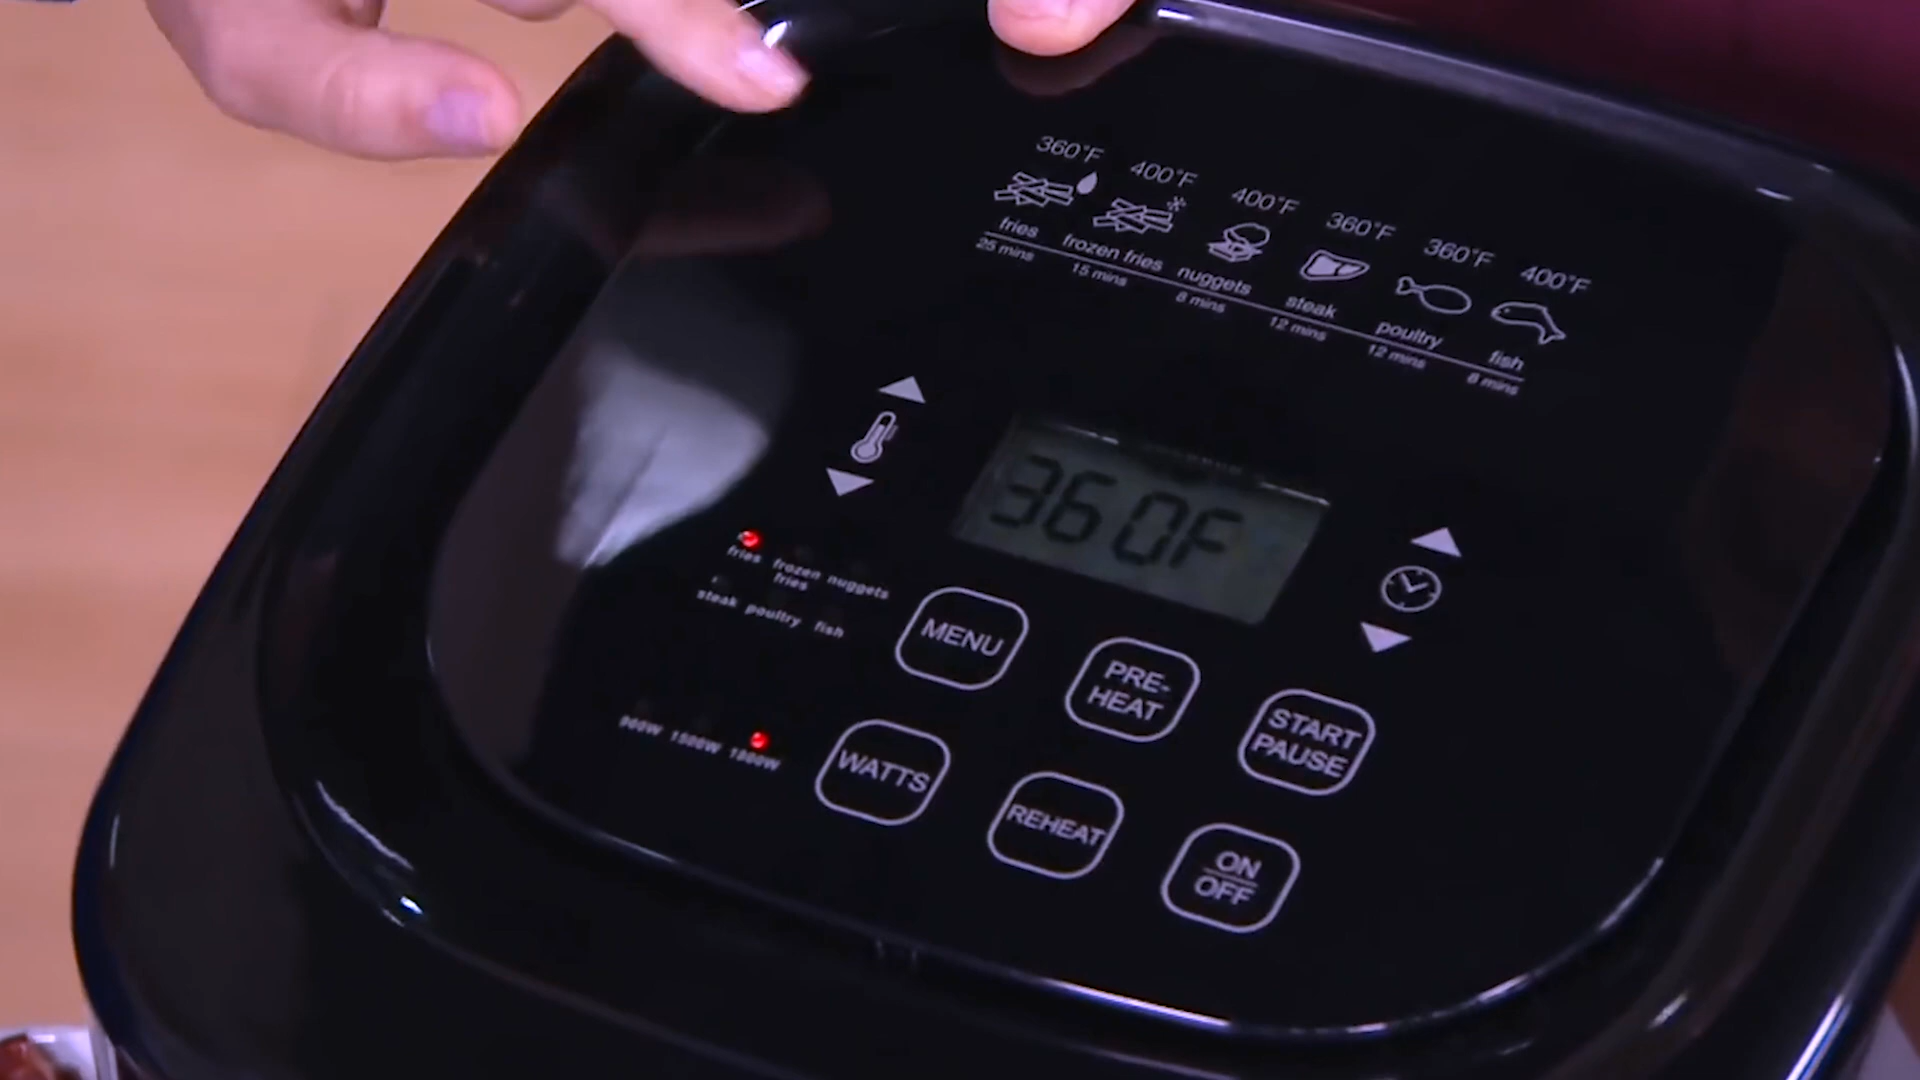 360°F 400°F 400°F 360°F 360°F 400°F
fries frozen fries nuggets steak poultry fish
25 mins 15 mins 8 mins 12 mins 12 mins 8 mins
360F
fries frozen fries nuggets
steak poultry fish
MENU
PRE-
HEAT
START
PAUSE
900W 1500W 1800W
WATTS
REHEAT
ON
OFF